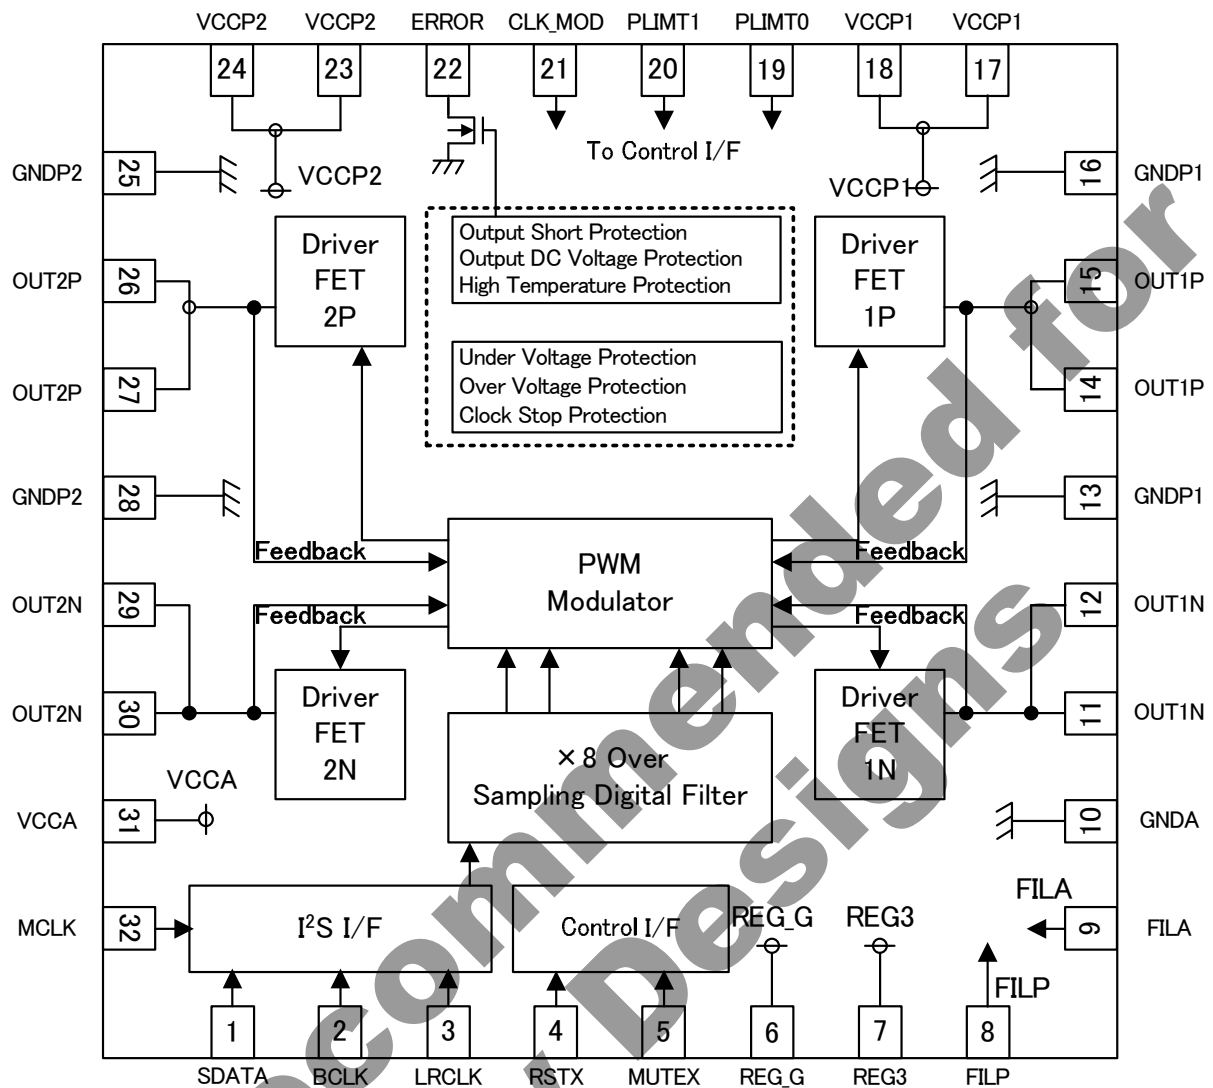 VCCP2 VCCP2 ERROR CLK_MOD PLIMT1 PLIMT0 VCCP1 VCCP1
24 23 22 21 20 19 18 17
To Control I/F
GNDP2 25 VCCP2 VCCP1 16 GNDP1
Output Short Protection
Output DC Voltage Protection
High Temperature Protection
Driver
FET
2P
Driver
FET
1P
OUT2P 26 15 OUT1P
Under Voltage Protection
Over Voltage Protection
Clock Stop Protection
OUT2P 27 14 OUT1P
GNDP2 28 13 GNDP1
PWM
Modulator
Feedback Feedback
OUT2N 29 12 OUT1N
Feedback Feedback
Driver
FET
2N
Driver
FET
1N
OUT2N 30 11 OUT1N
×8 Over
Sampling Digital Filter
VCCA
VCCA 31 10 GNDA
I²S I/F
Control I/F
REG_G REG3 FILA
MCLK 32 9 FILA
FILP
1 2 3 4 5 6 7 8
SDATA BCLK LRCLK RSTX MUTEX REG_G REG3 FILP
commended for
Designs